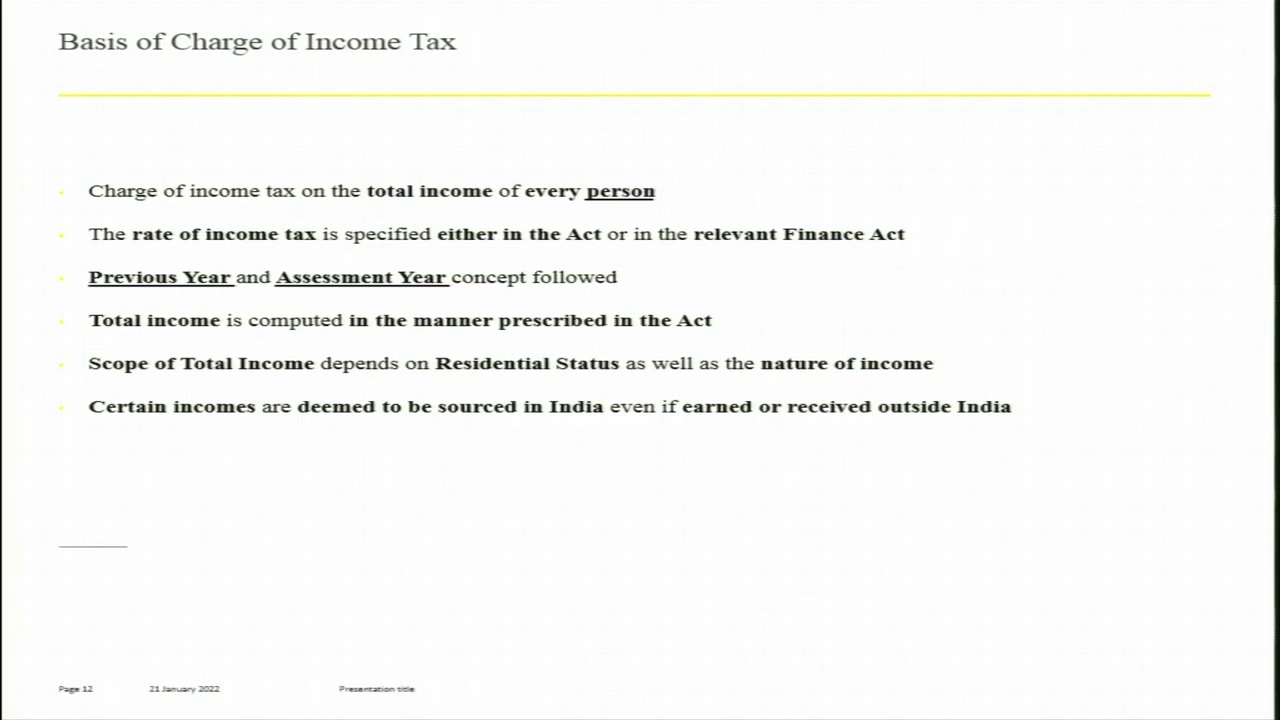 Basis of Charge of Income Tax
Charge of income tax on the total income of every person
The rate of income tax is specified either in the Act or in the relevant Finance Act
Previous Year and Assessment Year concept followed
Total income is computed in the manner prescribed in the Act
Scope of Total Income depends on Residential Status as well as the nature of income
Certain incomes are deemed to be sourced in India even if earned or received outside India
Page 12 21 January 2022 Presentation title